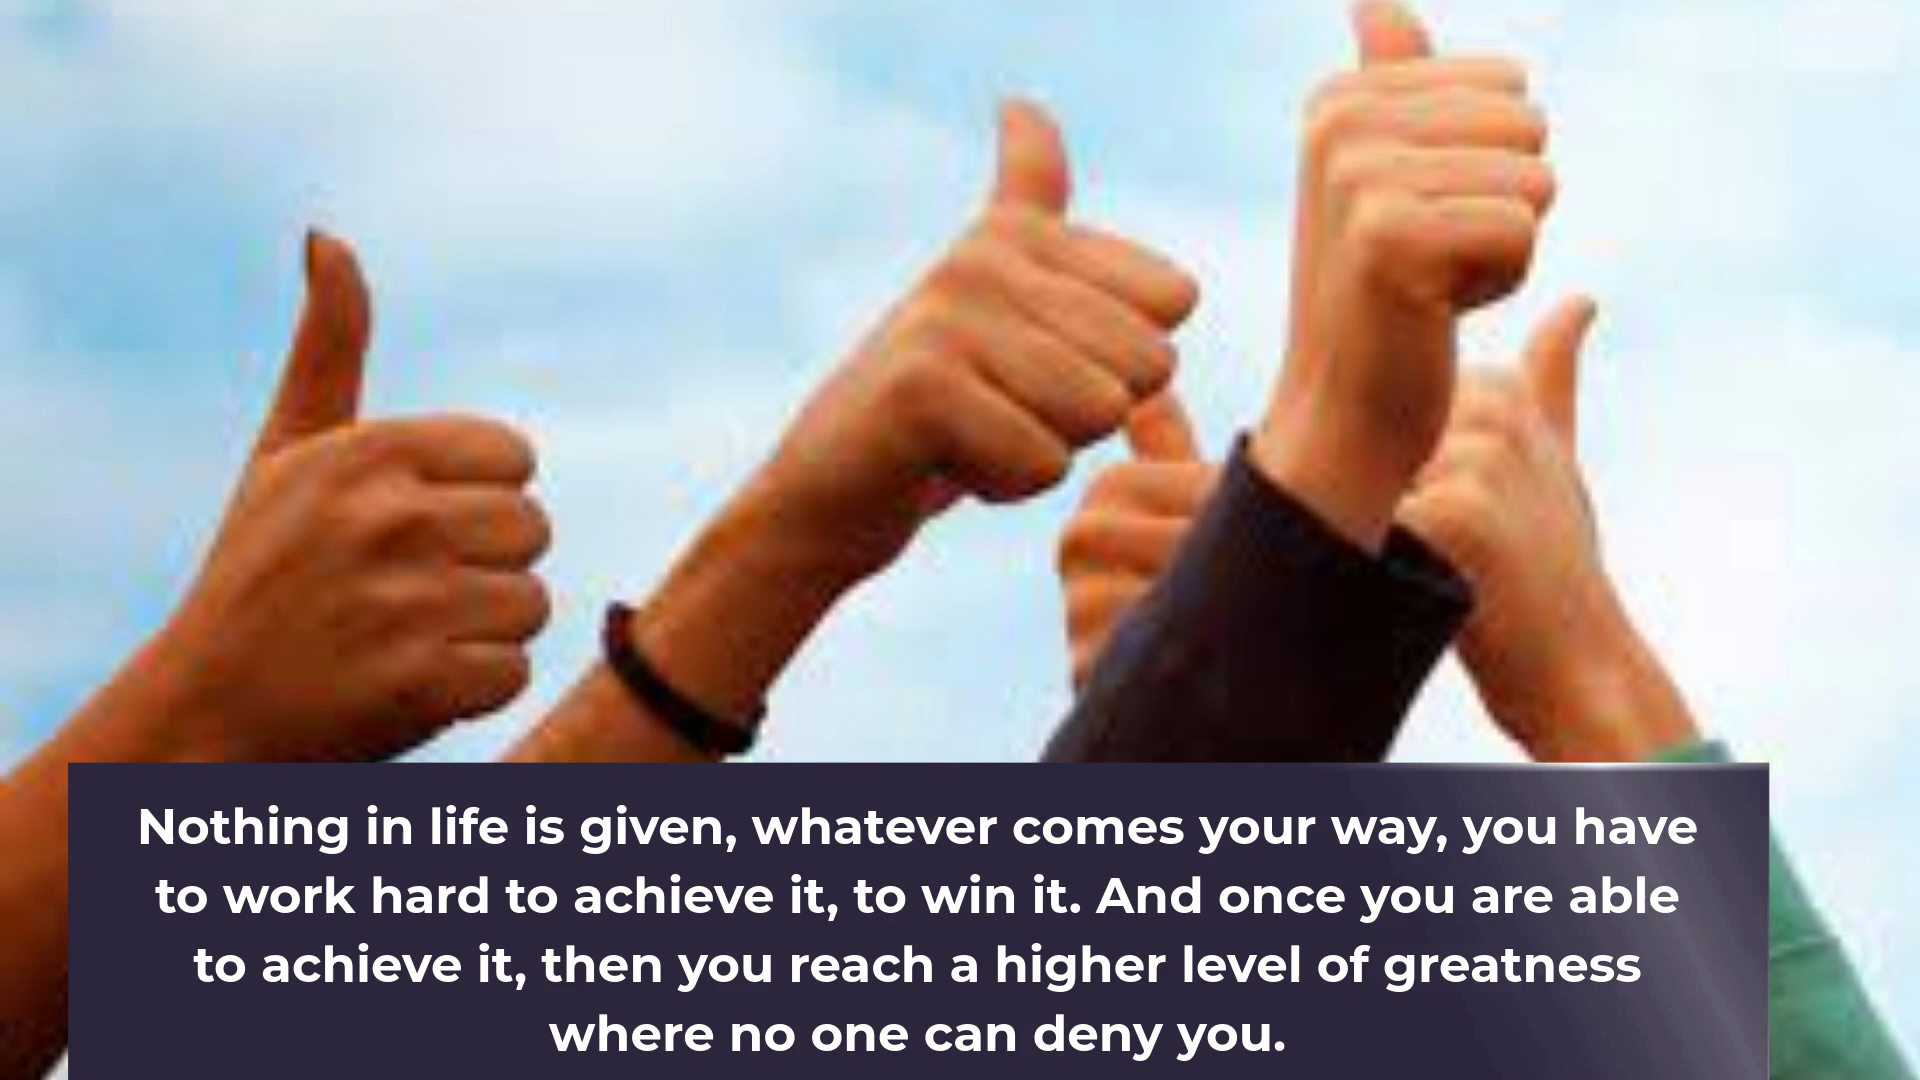 Nothing in life is given, whatever comes your way, you have
to work hard to achieve it, to win it. And once you are able
to achieve it, then you reach a higher level of greatness
where no one can deny you.